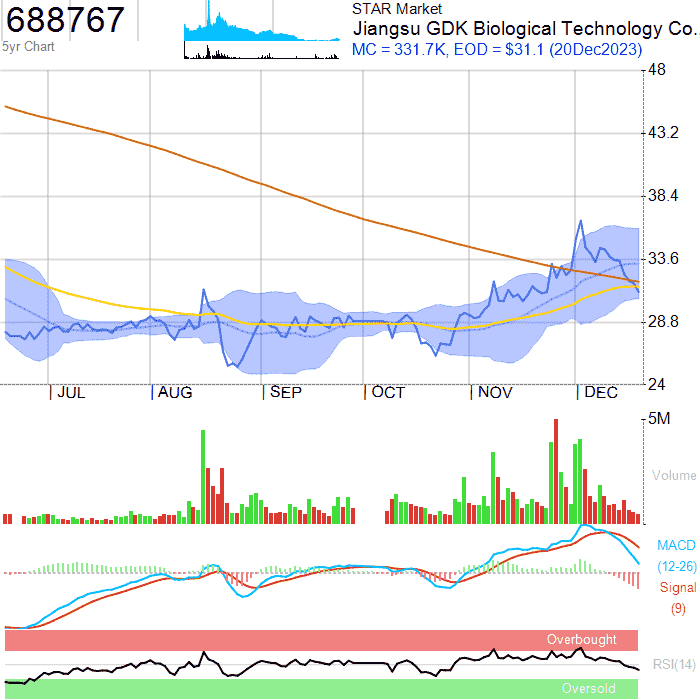 688767
5yr Chart
STAR Market
Jiangsu GDK Biological Technology Co.
MC = 331.7K, EOD = $31.1 (20Dec2023)
48
43.2
38.4
33.6
28.8
24
JUL AUG SEP OCT NOV DEC
5M
Volume
MACD
(12-26)
Signal
(9)
Overbought
RSI(14)
Oversold